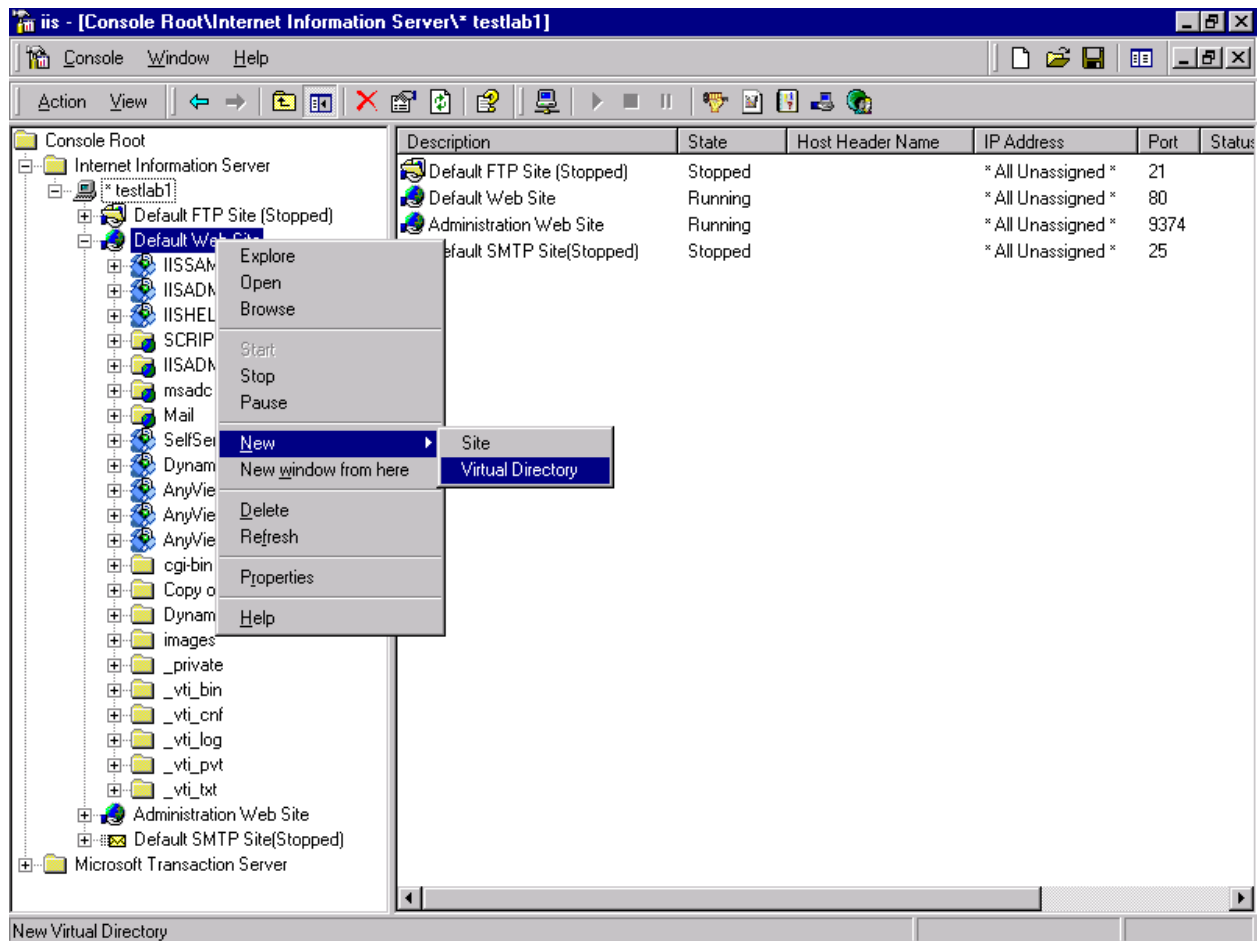 iis - [Console Root\Internet Information Server\* testlab1]
Console Window Help
Action View
Console Root
Internet Information Server
* testlab1
Default FTP Site (Stopped)
Default Web Site
IISSAM
IISADM
IISHEL
SCRIP
IISADM
msadc
Mail
SelfSer
Dynam
AnyVie
AnyVie
AnyVie
cgi-bin
Copy o
Dynam
images
_private
_vti_bin
_vti_cnf
_vti_log
_vti_pvt
_vti_txt
Administration Web Site
Default SMTP Site(Stopped)
Microsoft Transaction Server
Explore
Open
Browse
Start
Stop
Pause
New
New window from here
Delete
Refresh
Properties
Help
Site
Virtual Directory
Description State Host Header Name IP Address Port Status
Default FTP Site (Stopped) Stopped * All Unassigned * 21
Default Web Site Running * All Unassigned * 80
Administration Web Site Running * All Unassigned * 9374
efault SMTP Site(Stopped) Stopped * All Unassigned * 25
New Virtual Directory